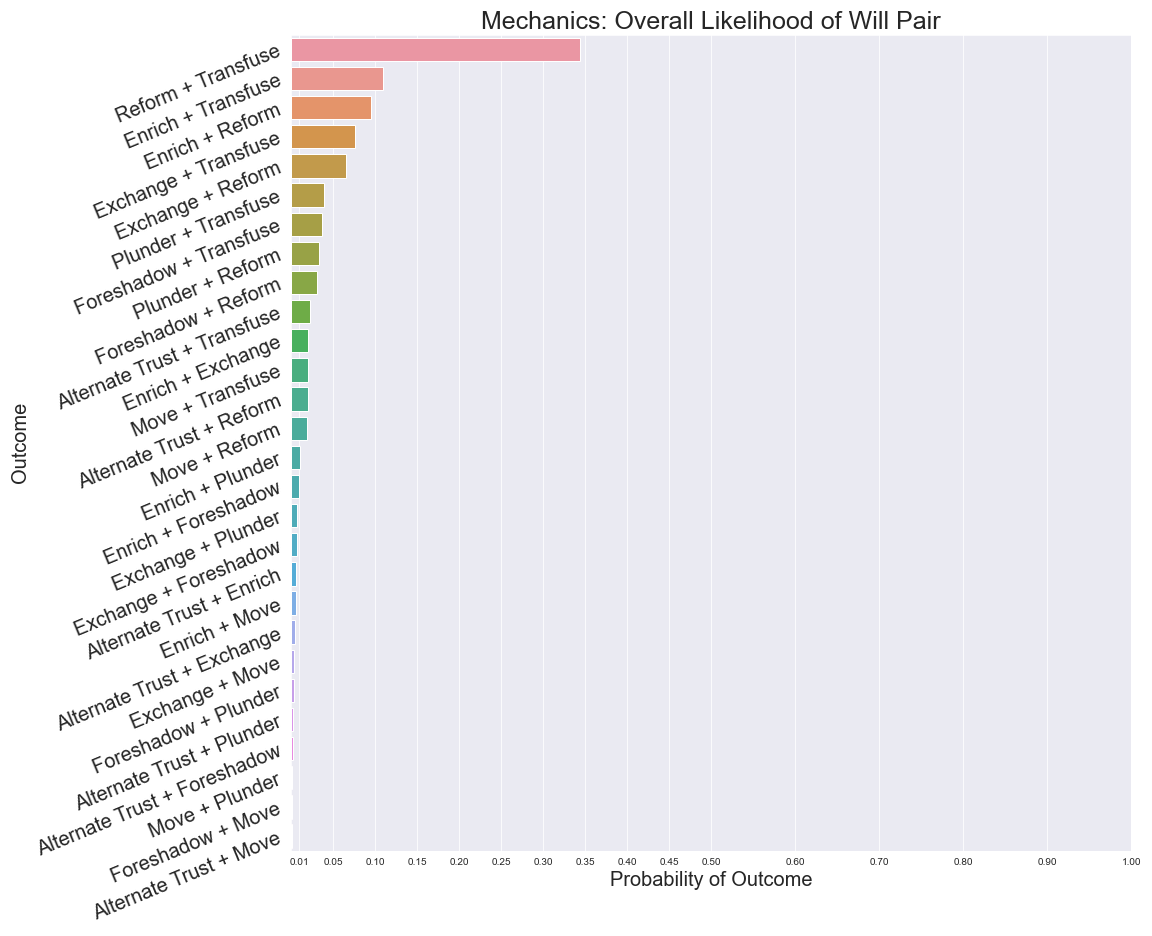 Mechanics: Overall Likelihood of Will Pair
Outcome
Reform + Transfuse
Enrich + Transfuse
Enrich + Reform
Exchange + Transfuse
Exchange + Reform
Plunder + Transfuse
Foreshadow + Transfuse
Plunder + Reform
Foreshadow + Reform
Alternate Trust + Transfuse
Enrich + Exchange
Move + Transfuse
Alternate Trust + Reform
Move + Reform
Enrich + Plunder
Enrich + Foreshadow
Exchange + Plunder
Exchange + Foreshadow
Alternate Trust + Enrich
Enrich + Move
Alternate Trust + Exchange
Exchange + Move
Foreshadow + Plunder
Alternate Trust + Plunder
Alternate Trust + Foreshadow
Move + Plunder
Foreshadow + Move
Alternate Trust + Move
0.01 0.05 0.10 0.15 0.20 0.25 0.30 0.35 0.40 0.45 0.50 0.60 0.70 0.80 0.90 1.00
Probability of Outcome